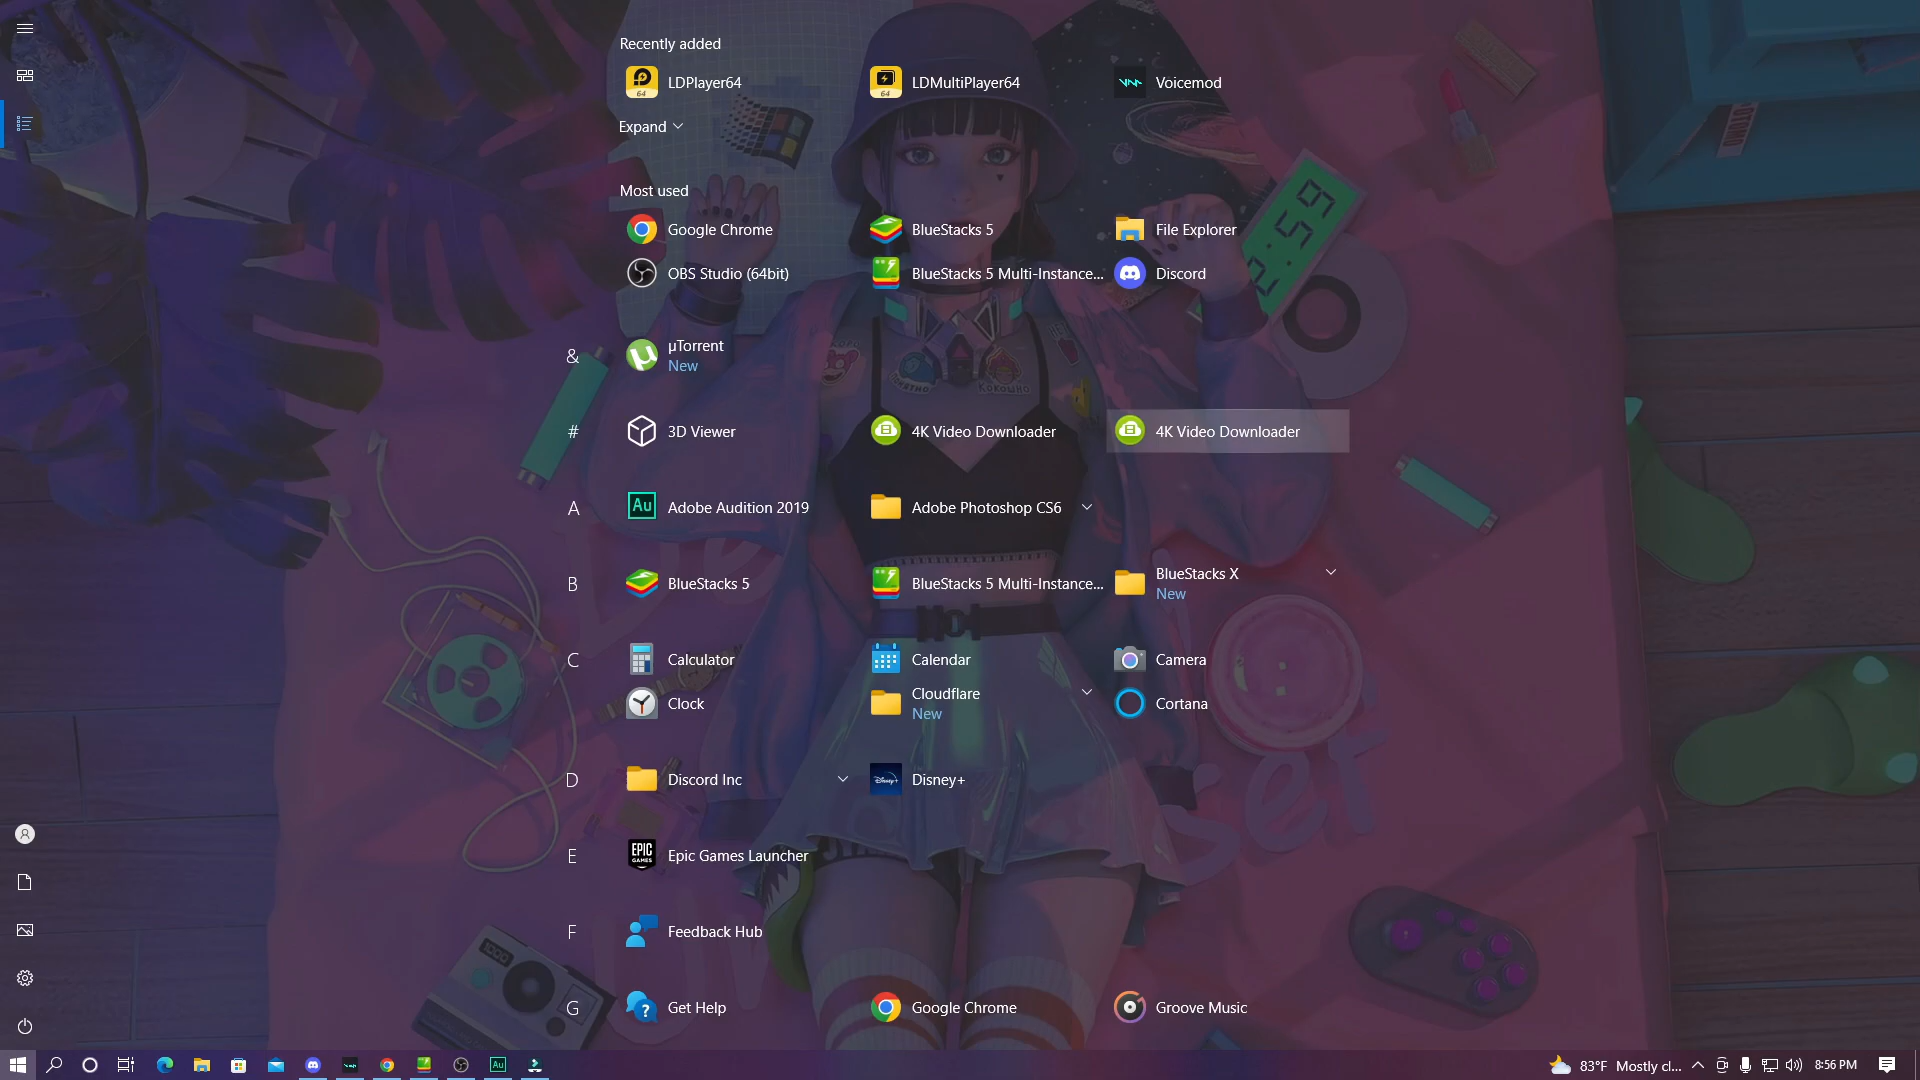 Recently added
LDPlayer64
LDMultiPlayer64
Voicemod
Expand
Most used
Google Chrome
BlueStacks 5
File Explorer
OBS Studio (64bit)
BlueStacks 5 Multi-Instance...
Discord
&
µTorrent
New
#
3D Viewer
4K Video Downloader
4K Video Downloader
A
Adobe Audition 2019
Adobe Photoshop CS6
B
BlueStacks 5
BlueStacks 5 Multi-Instance...
BlueStacks X
New
C
Calculator
Calendar
Camera
Clock
Cloudflare
New
Cortana
D
Discord Inc
Disney+
E
Epic Games Launcher
F
Feedback Hub
G
Get Help
Google Chrome
Groove Music
83°F Mostly cl...
8:56 PM